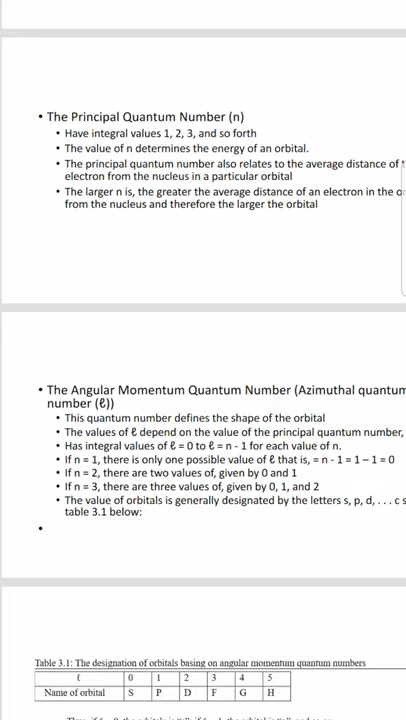 • The Principal Quantum Number (n)
• Have integral values 1, 2, 3, and so forth
• The value of n determines the energy of an orbital.
• The principal quantum number also relates to the average distance of
electron from the nucleus in a particular orbital
• The larger n is, the greater the average distance of an electron in the
from the nucleus and therefore the larger the orbital
• The Angular Momentum Quantum Number (Azimuthal quantum
number (ℓ))
• This quantum number defines the shape of the orbital
• The values of ℓ depend on the value of the principal quantum number,
• Has integral values of ℓ = 0 to ℓ = n - 1 for each value of n.
• If n = 1, there is only one possible value of ℓ that is, = n - 1 = 1 – 1 = 0
• If n = 2, there are two values of, given by 0 and 1
• If n = 3, there are three values of, given by 0, 1, and 2
• The value of orbitals is generally designated by the letters s, p, d, . . . c s
table 3.1 below:
•
Table 3.1: The designation of orbitals basing on angular momentum quantum numbers
ℓ 0 1 2 3 4 5
Name of orbital S P D F G H